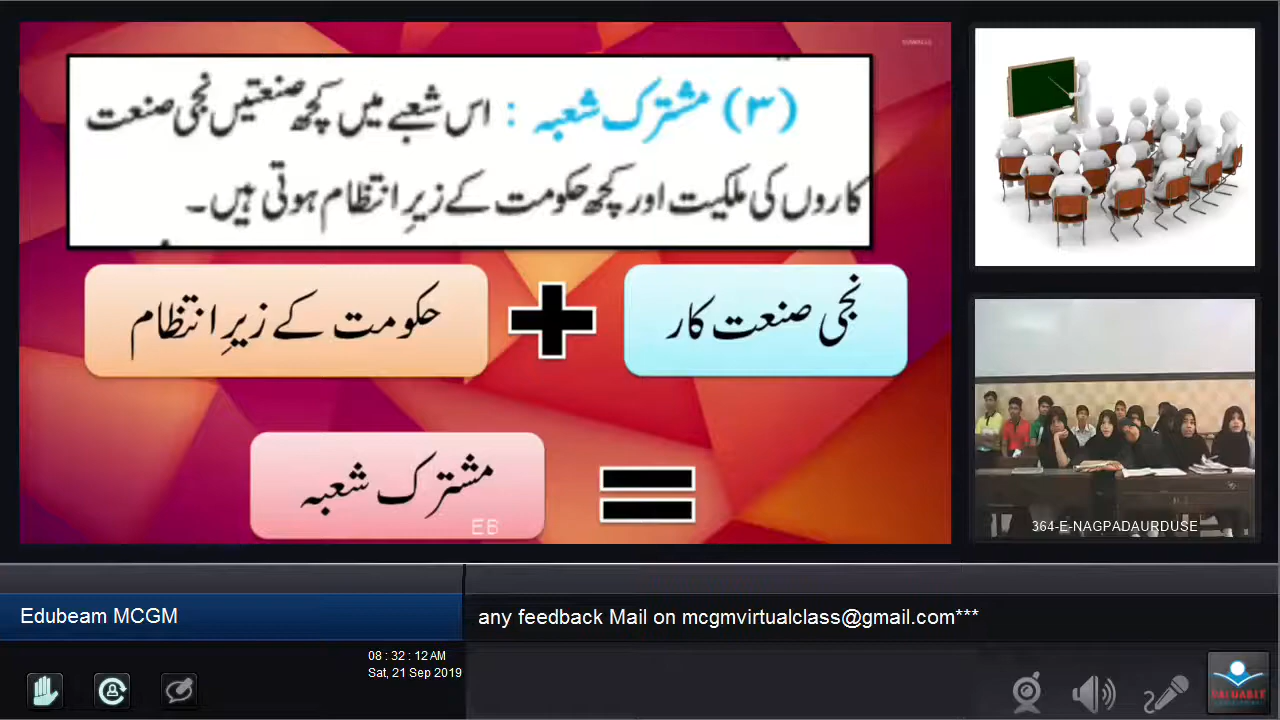 (۳) مشترک شعبہ : اس شعبے میں کچھ صنعتیں نجی صنعت
کاروں کی ملکیت اور کچھ حکومت کے زیرِ انتظام ہوتی ہیں۔
نجی صنعت کار
+
حکومت کے زیرِ انتظام
=
مشترک شعبہ
EB
364-E-NAGPADAURDUSE
Edubeam MCGM
any feedback Mail on mcgmvirtualclass@gmail.com***
08 : 32 : 12 AM
Sat, 21 Sep 2019
VALUABLE